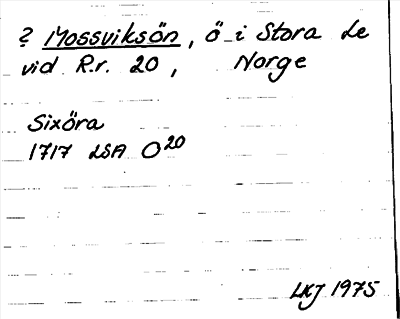 ? Mossviksön, ö i Stora Le
vid R.r. 20, Norge
Sixöra
1717 LSA O20
LKJ 1975